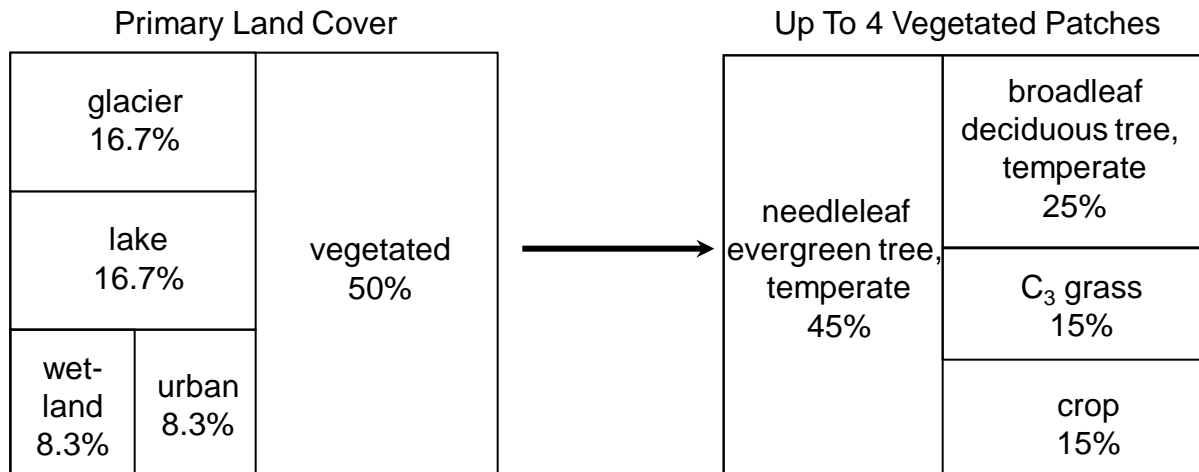 Primary Land Cover
glacier
16.7%
lake
16.7%
wet-
land
8.3%
urban
8.3%
vegetated
50%
Up To 4 Vegetated Patches
needleleaf
evergreen tree,
temperate
45%
broadleaf
deciduous tree,
temperate
25%
C₃ grass
15%
crop
15%